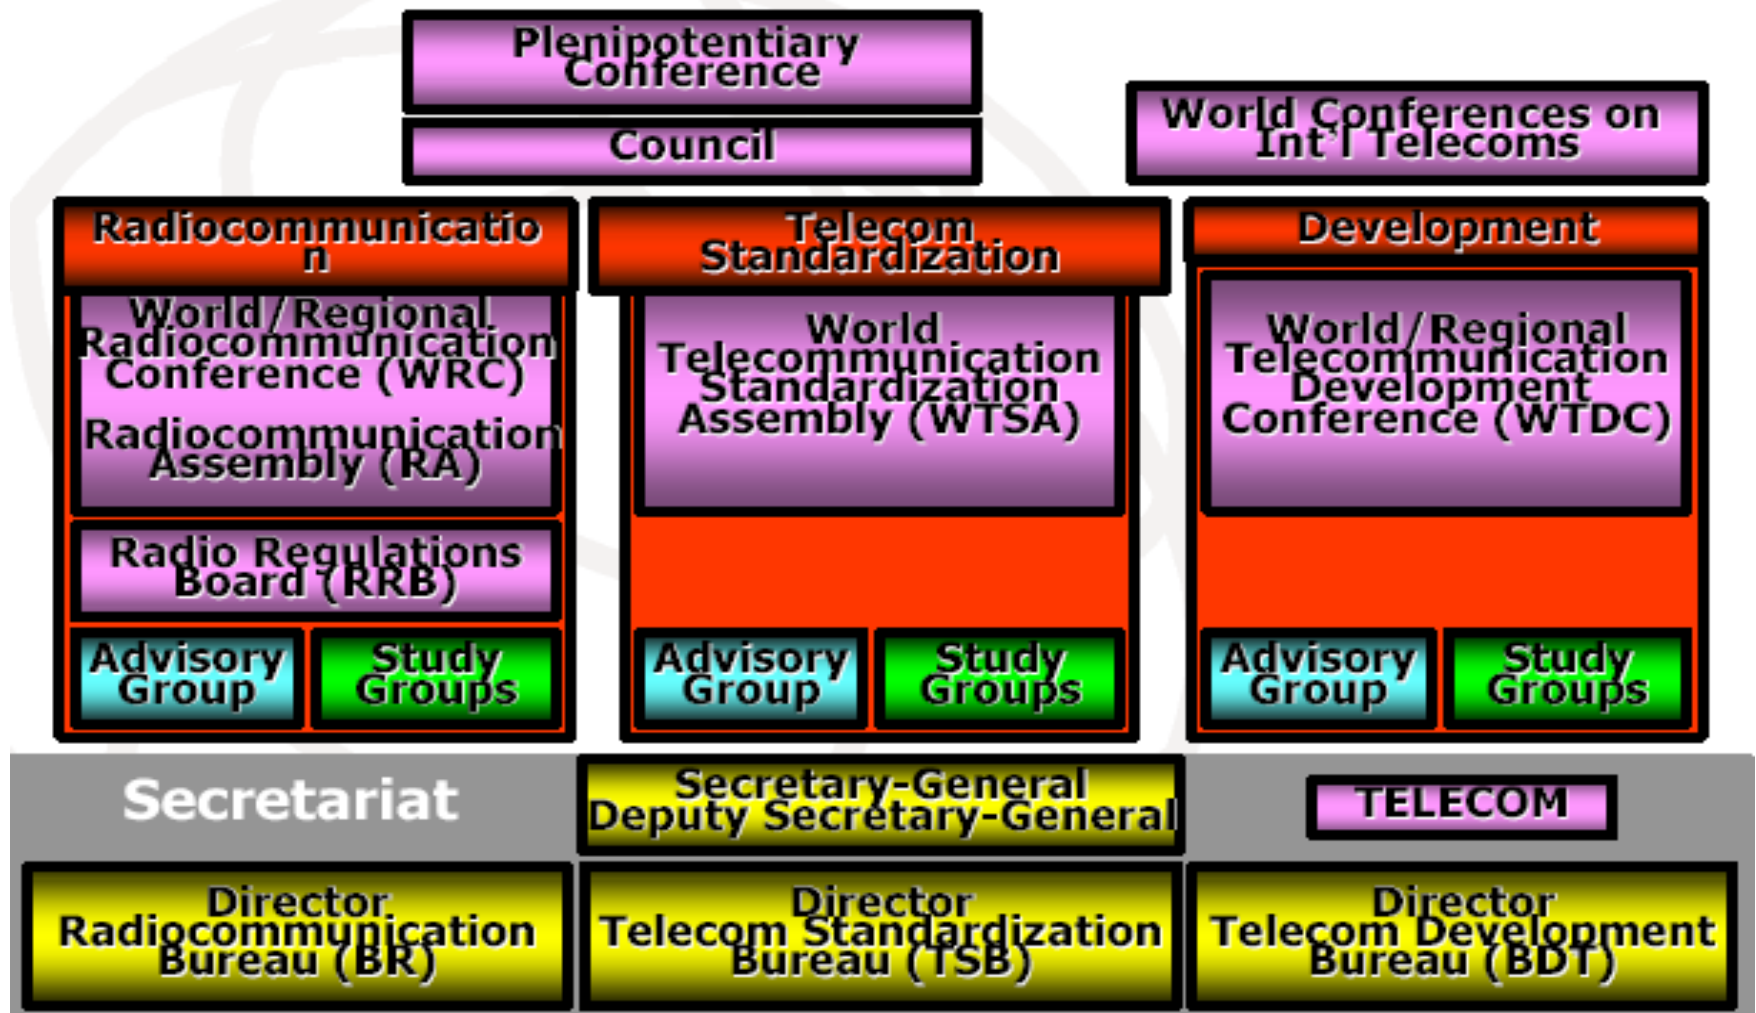 Plenipotentiary
Conference
Council
World Conferences on
Int'l Telecoms
Radiocommunicatio
n
World/Regional
Radiocommunication
Conference (WRC)
Radiocommunication
Assembly (RA)
Radio Regulations
Board (RRB)
Advisory
Group
Study
Groups
Telecom
Standardization
World
Telecommunication
Standardization
Assembly (WTSA)
Advisory
Group
Study
Groups
Development
World/Regional
Telecommunication
Development
Conference (WTDC)
Advisory
Group
Study
Groups
Secretariat
Secretary-General
Deputy Secretary-General
TELECOM
Director
Radiocommunication
Bureau (BR)
Director
Telecom Standardization
Bureau (TSB)
Director
Telecom Development
Bureau (BDT)